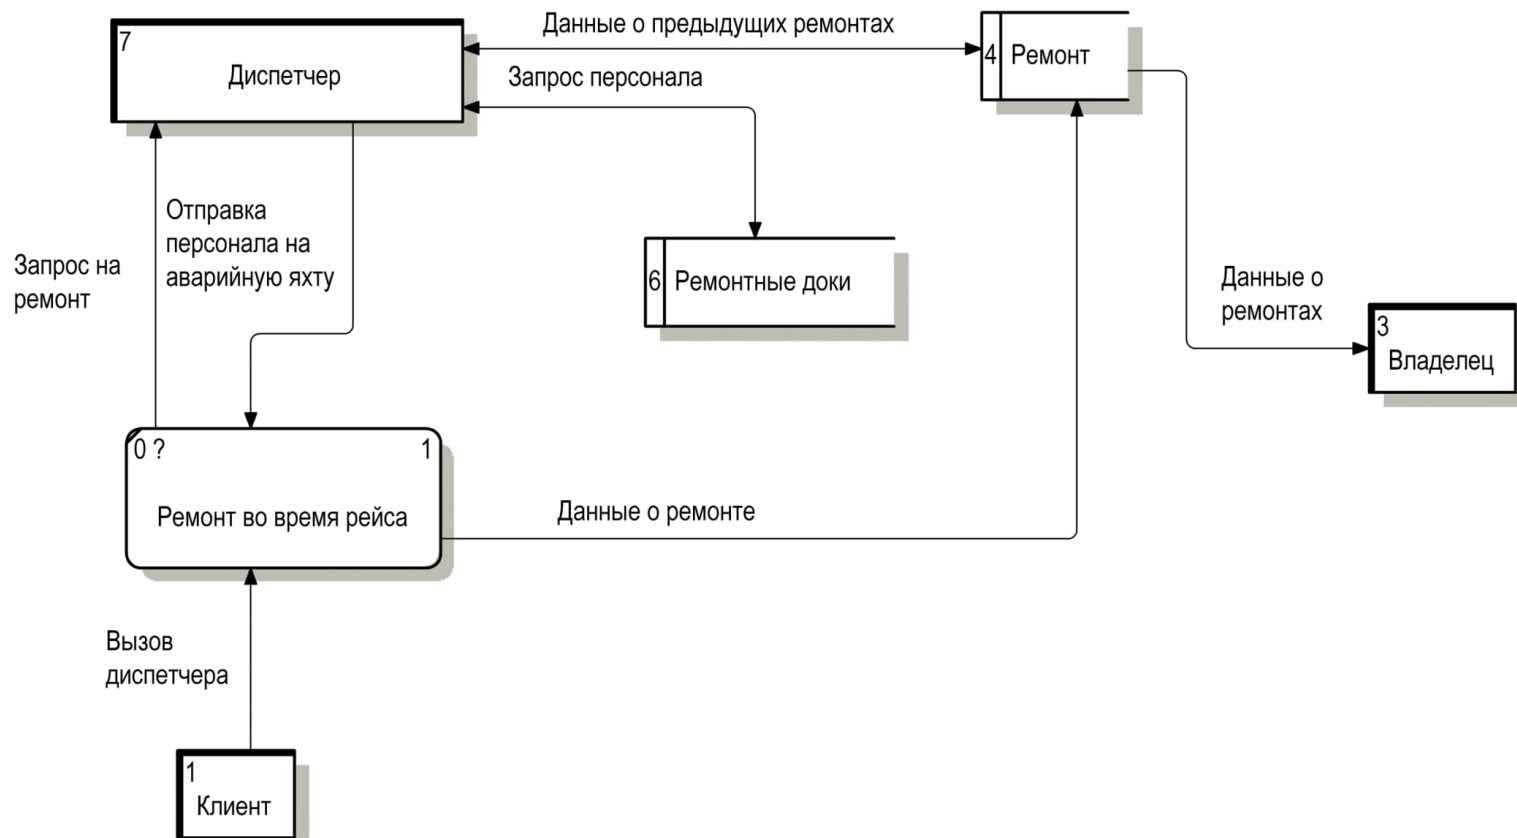 7
Диспетчер
Данные о предыдущих ремонтах
4
Ремонт
Запрос персонала
Отправка
персонала на
аварийную яхту
Запрос на
ремонт
6
Ремонтные доки
Данные о
ремонтах
3
Владелец
0 ?
1
Ремонт во время рейса
Данные о ремонте
Вызов
диспетчера
1
Клиент